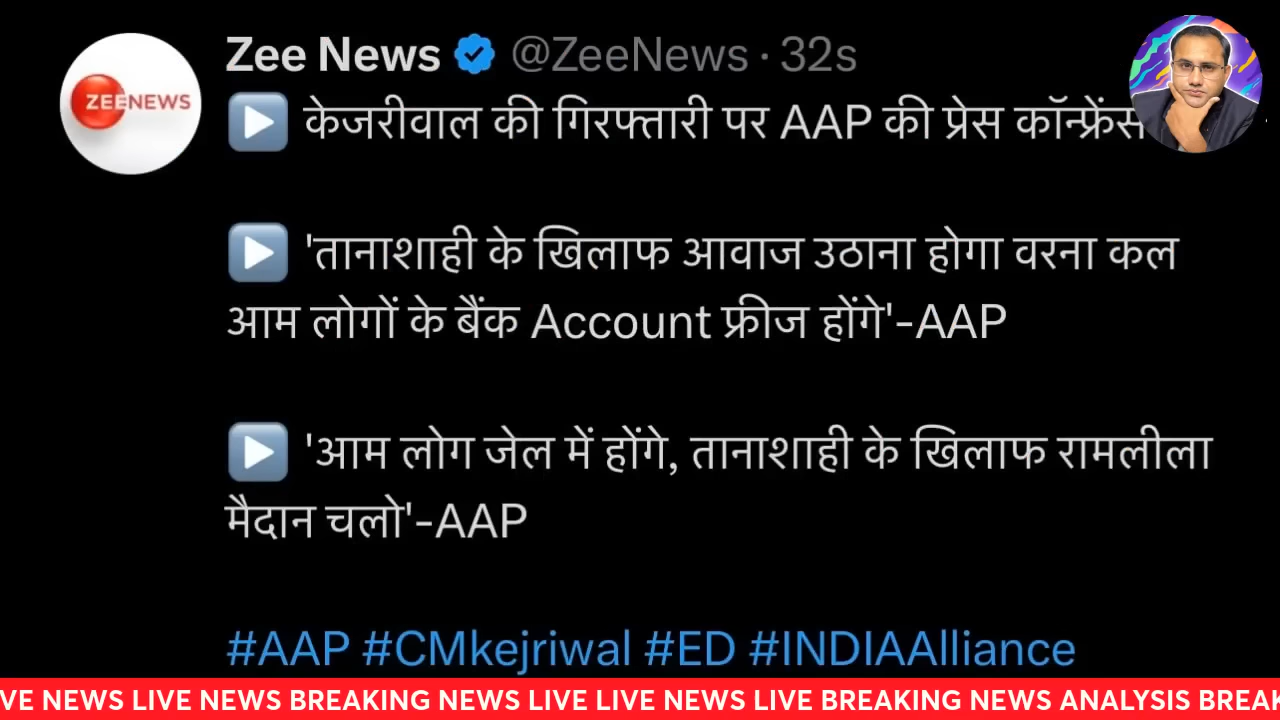 Zee News @ZeeNews · 32s
ZEENEWS
केजरीवाल की गिरफ्तारी पर AAP की प्रेस कॉन्फ्रेंस
'तानाशाही के खिलाफ आवाज उठाना होगा वरना कल
आम लोगों के बैंक Account फ्रीज होंगे'-AAP
'आम लोग जेल में होंगे, तानाशाही के खिलाफ रामलीला
मैदान चलो'-AAP
#AAP #CMkejriwal #ED #INDIAAlliance
VE NEWS LIVE NEWS BREAKING NEWS LIVE LIVE NEWS LIVE BREAKING NEWS ANALYSIS BREAK